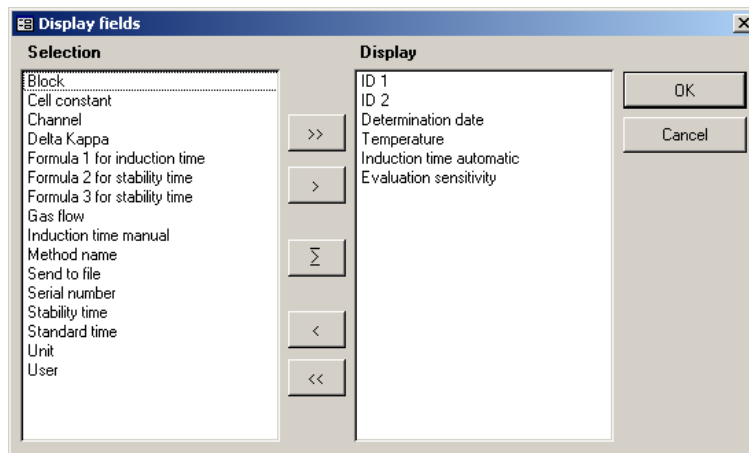 Display fields
Selection
Display
Block
Cell constant
Channel
Delta Kappa
Formula 1 for induction time
Formula 2 for stability time
Formula 3 for stability time
Gas flow
Induction time manual
Method name
Send to file
Serial number
Stability time
Standard time
Unit
User
>>
>
Σ
<
<<
ID 1
ID 2
Determination date
Temperature
Induction time automatic
Evaluation sensitivity
OK
Cancel